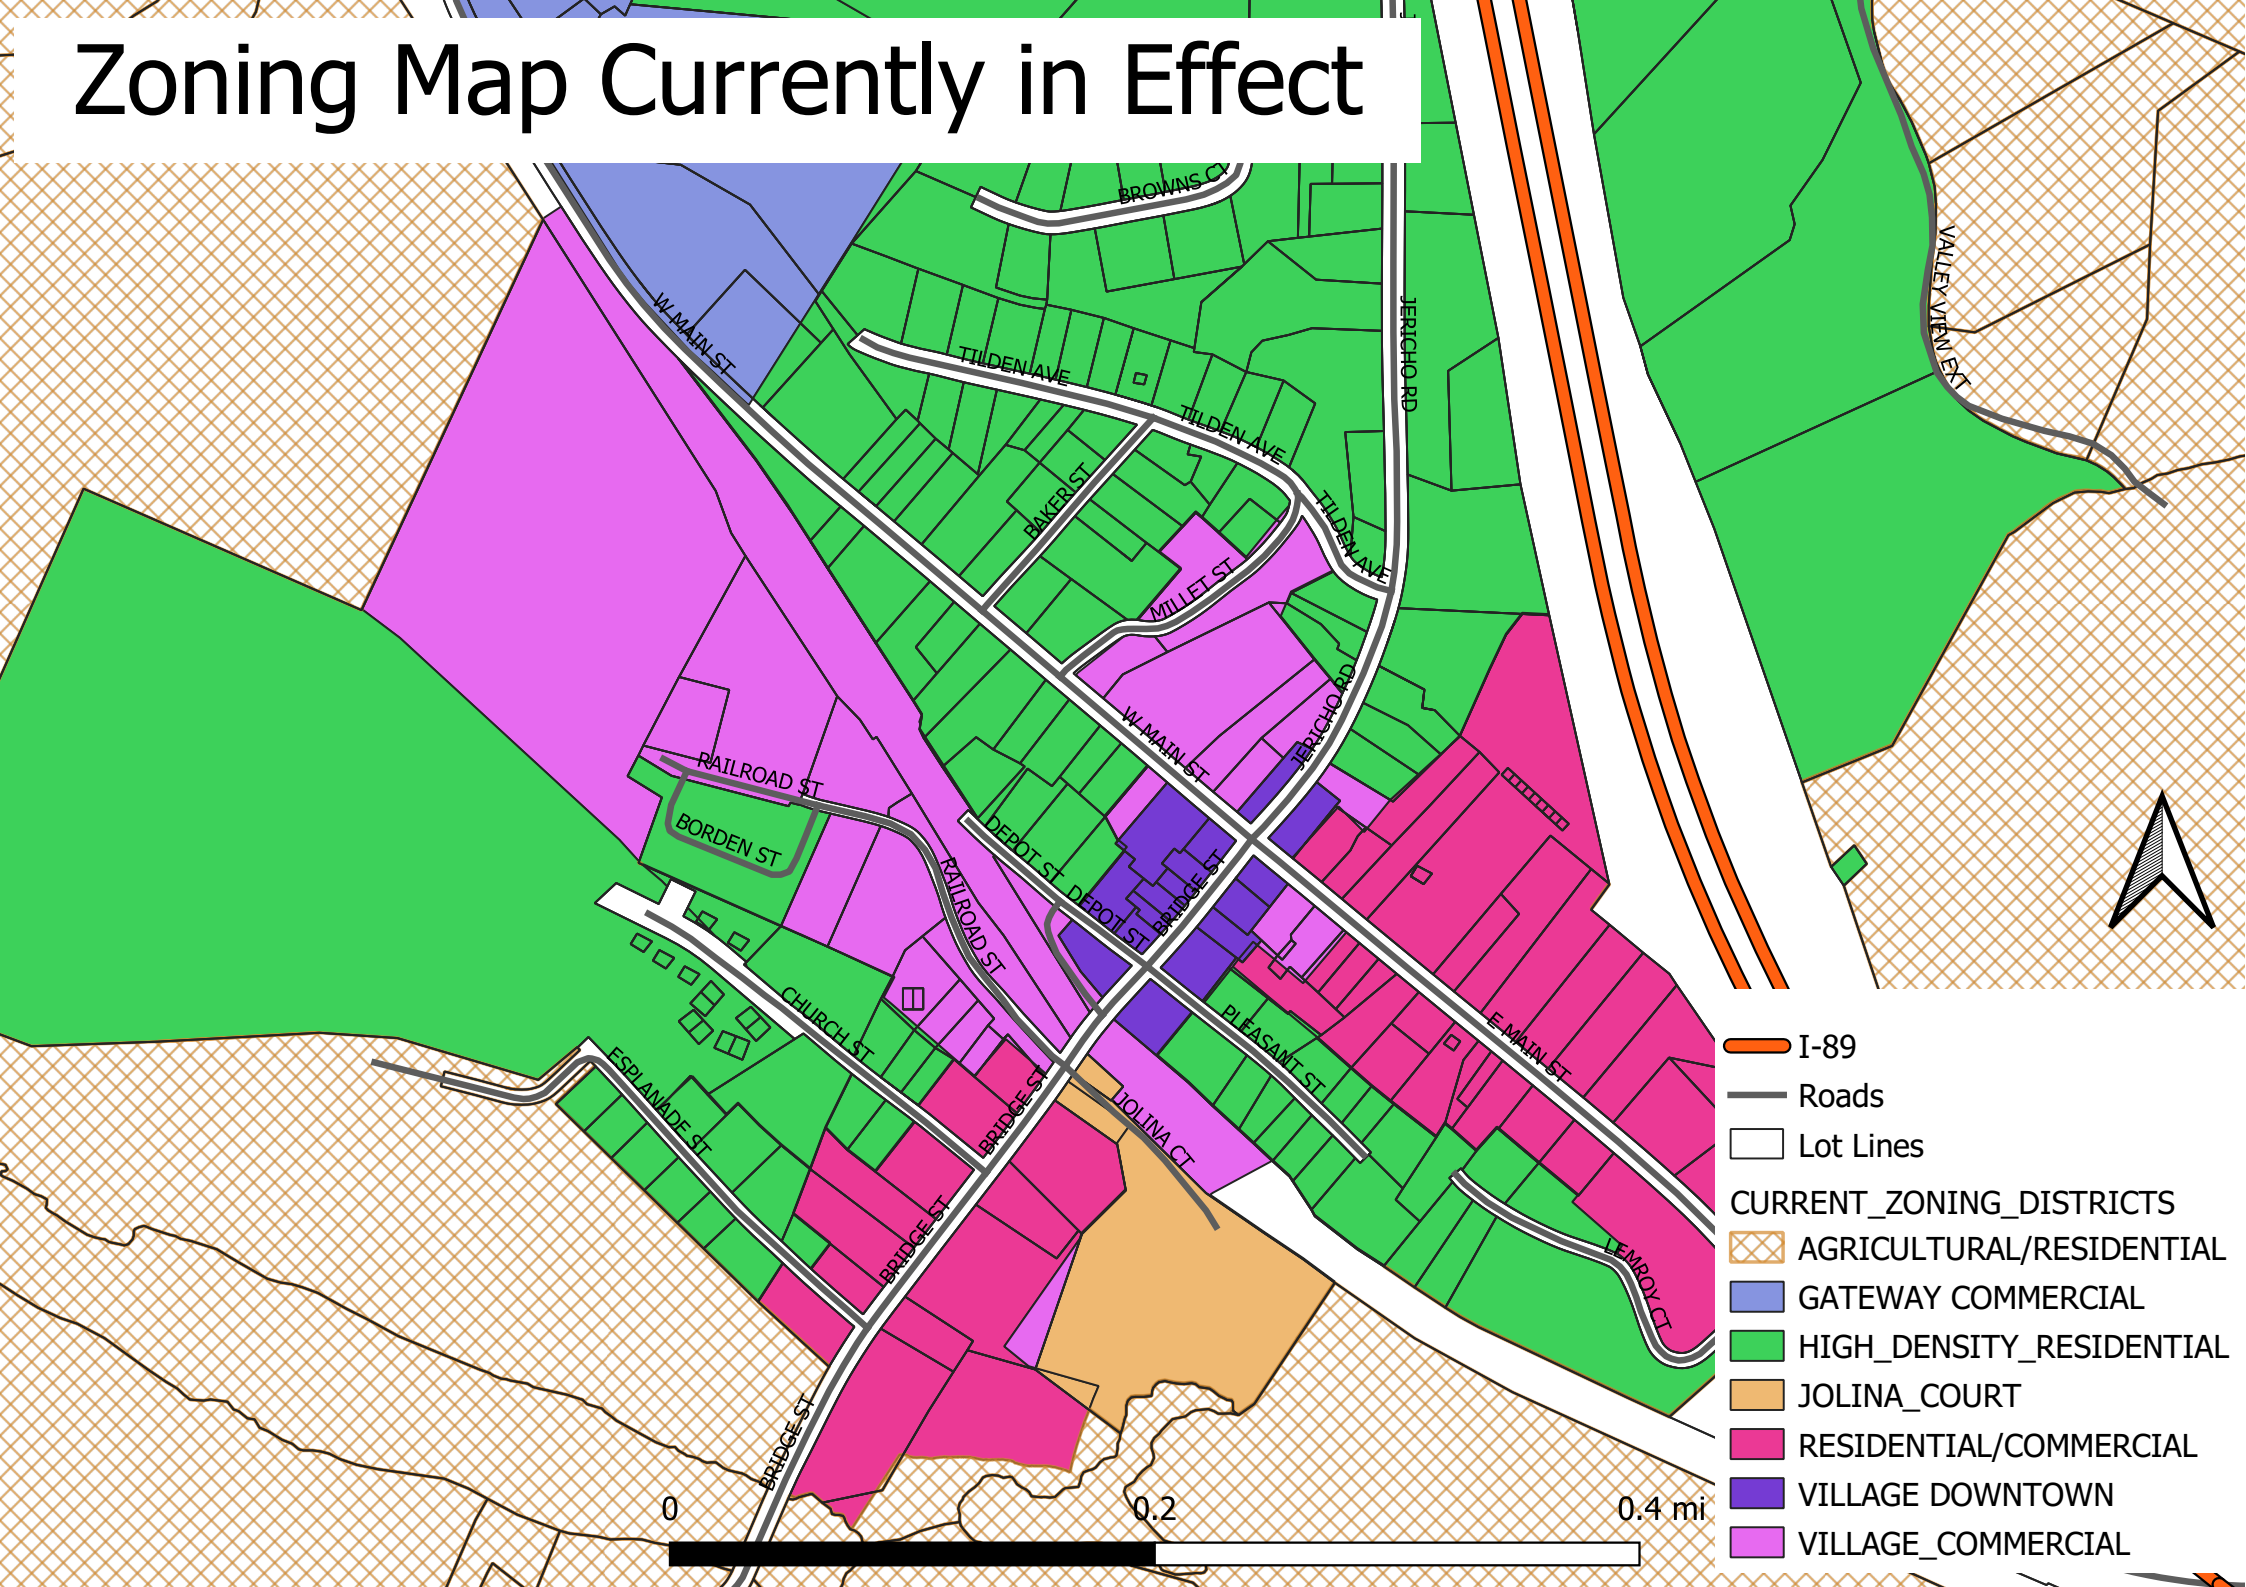 Zoning Map Currently in Effect
BROWNS CT
W MAIN ST
TILDEN AVE
JERICHO RD
VALLEY VIEW EXT
TILDEN AVE
BAKER ST
TILDEN AVE
MILLET ST
JERICHO RD
W MAIN ST
RAILROAD ST
BORDEN ST
DEPOT ST
DEPOT ST
BRIDGE ST
RAILROAD ST
CHURCH ST
PLEASANT ST
E MAIN ST
ESPLANADE ST
BRIDGE ST
JOLINA CT
BRIDGE ST
LEMROY CT
BRIDGE ST
0 0.2 0.4 mi
I-89
Roads
Lot Lines
CURRENT_ZONING_DISTRICTS
AGRICULTURAL/RESIDENTIAL
GATEWAY COMMERCIAL
HIGH_DENSITY_RESIDENTIAL
JOLINA_COURT
RESIDENTIAL/COMMERCIAL
VILLAGE DOWNTOWN
VILLAGE_COMMERCIAL